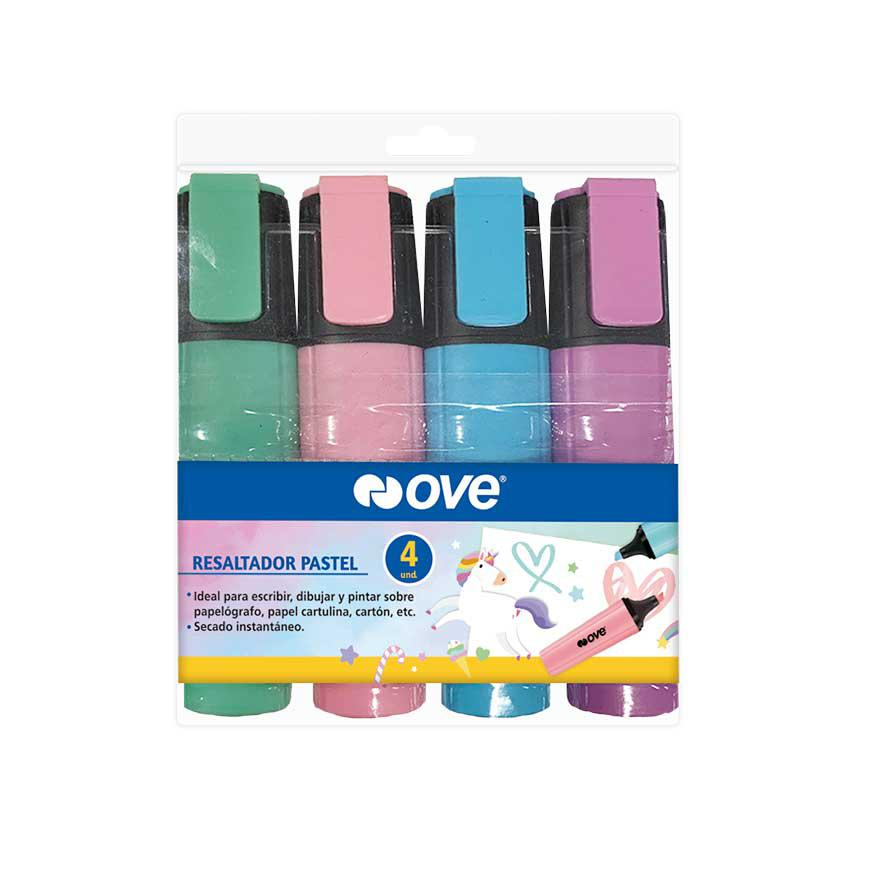 OVE®
RESALTADOR PASTEL
4
und.
• Ideal para escribir, dibujar y pintar sobre
papelógrafo, papel cartulina, cartón, etc.
• Secado instantáneo.
OVE